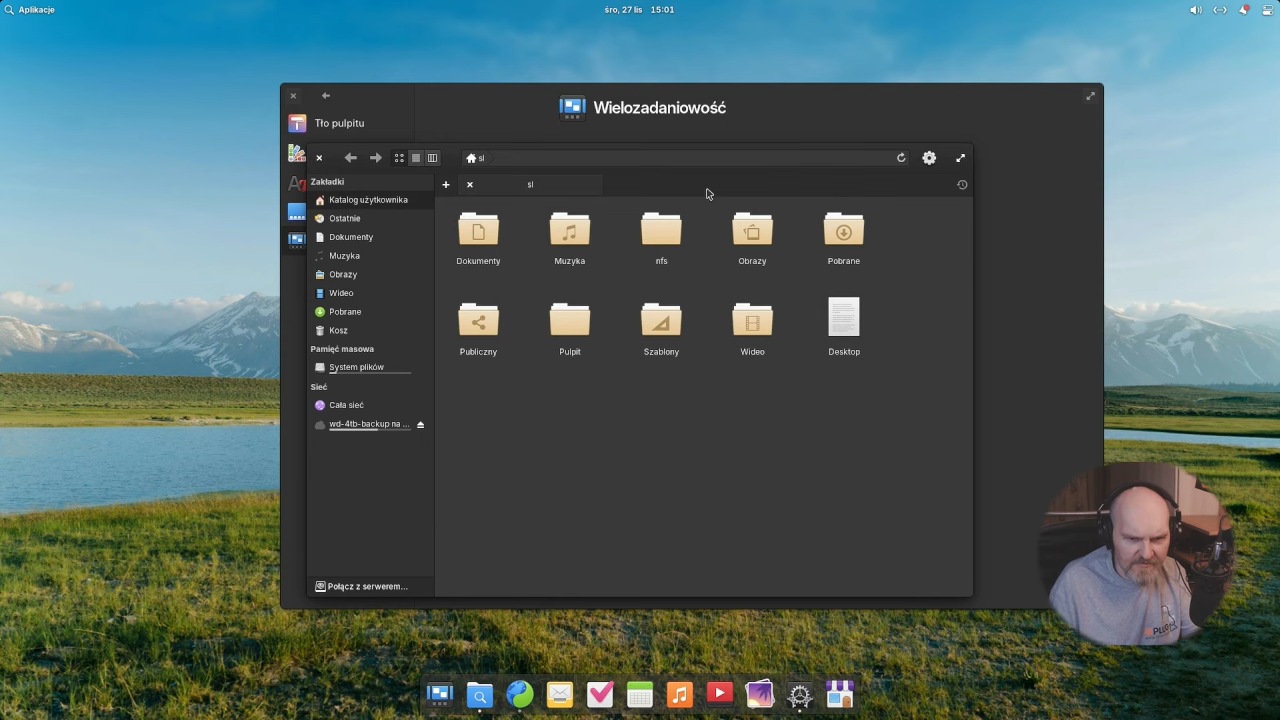 Aplikacje
śro, 27 lis 15:01
Wielozadaniowość
Tło pulpitu
sl
Zakładki
sl
Katalog użytkownika
Ostatnie
Dokumenty
Muzyka
Obrazy
Wideo
Pobrane
Kosz
Pamięć masowa
System plików
Sieć
Cała sieć
wd-4tb-backup na ...
Połącz z serwerem...
Dokumenty
Muzyka
nfs
Obrazy
Pobrane
Publiczny
Pulpit
Szablony
Wideo
Desktop